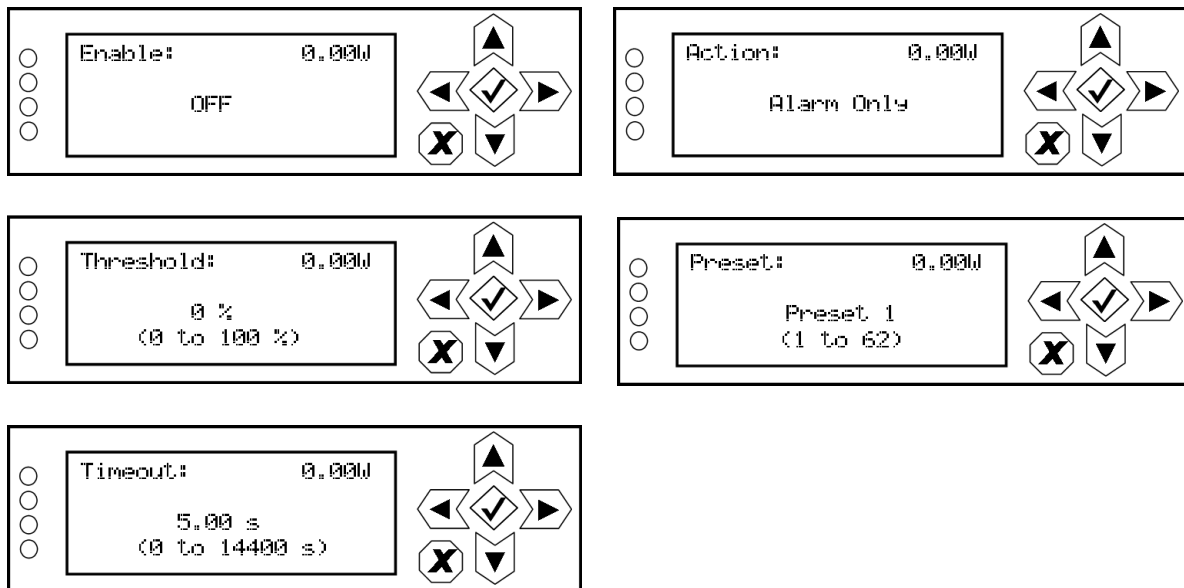 Enable: 0.00W
OFF
Action: 0.00W
Alarm Only
Threshold: 0.00W
0 %
(0 to 100 %)
Preset: 0.00W
Preset 1
(1 to 62)
Timeout: 0.00W
5.00 s
(0 to 14400 s)